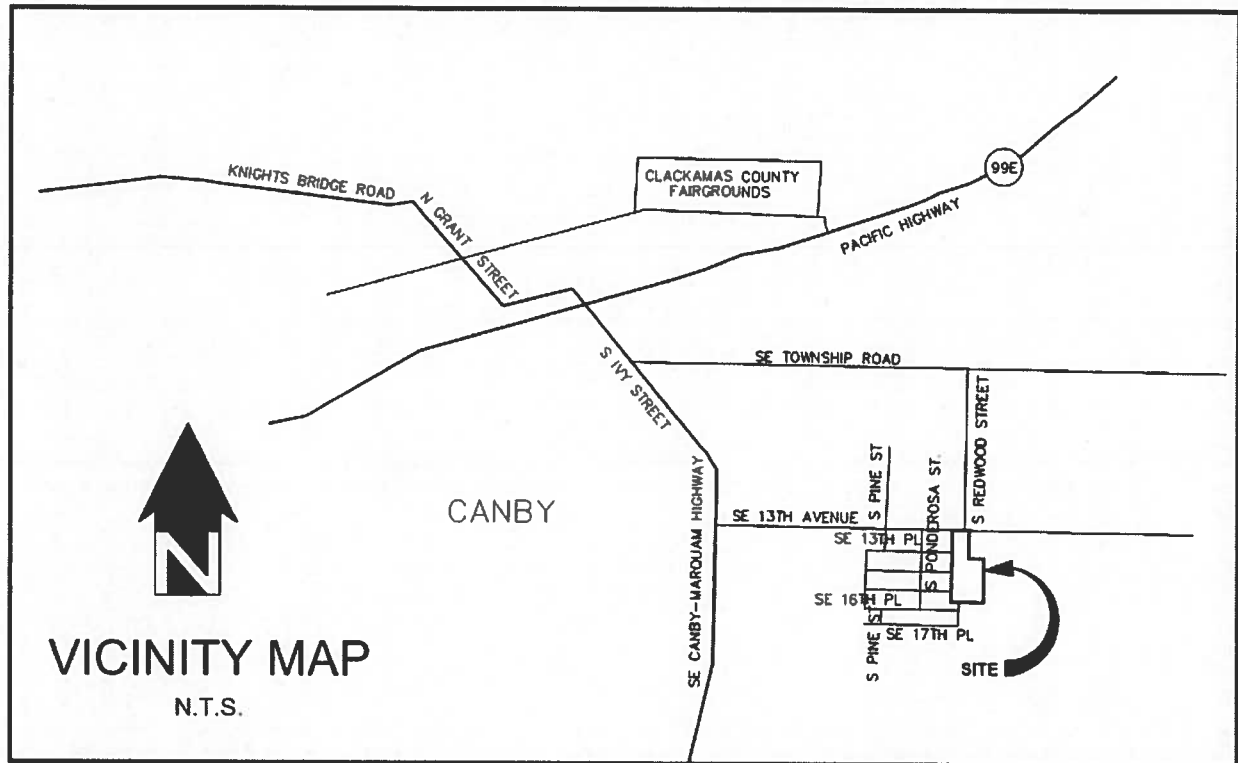 99E
KNIGHTS BRIDGE ROAD
CLACKAMAS COUNTY
FAIRGROUNDS
N GRANT STREET
PACIFIC HIGHWAY
S IVY STREET
SE TOWNSHIP ROAD
S REDWOOD STREET
S PINE ST
S PONDEROSA ST.
SE CANBY-MAROUAM HIGHWAY
CANBY
SE 13TH AVENUE
SE 13TH PL
N
SE 16TH PL
S PINE ST
SE 17TH PL
VICINITY MAP
SITE
N.T.S.